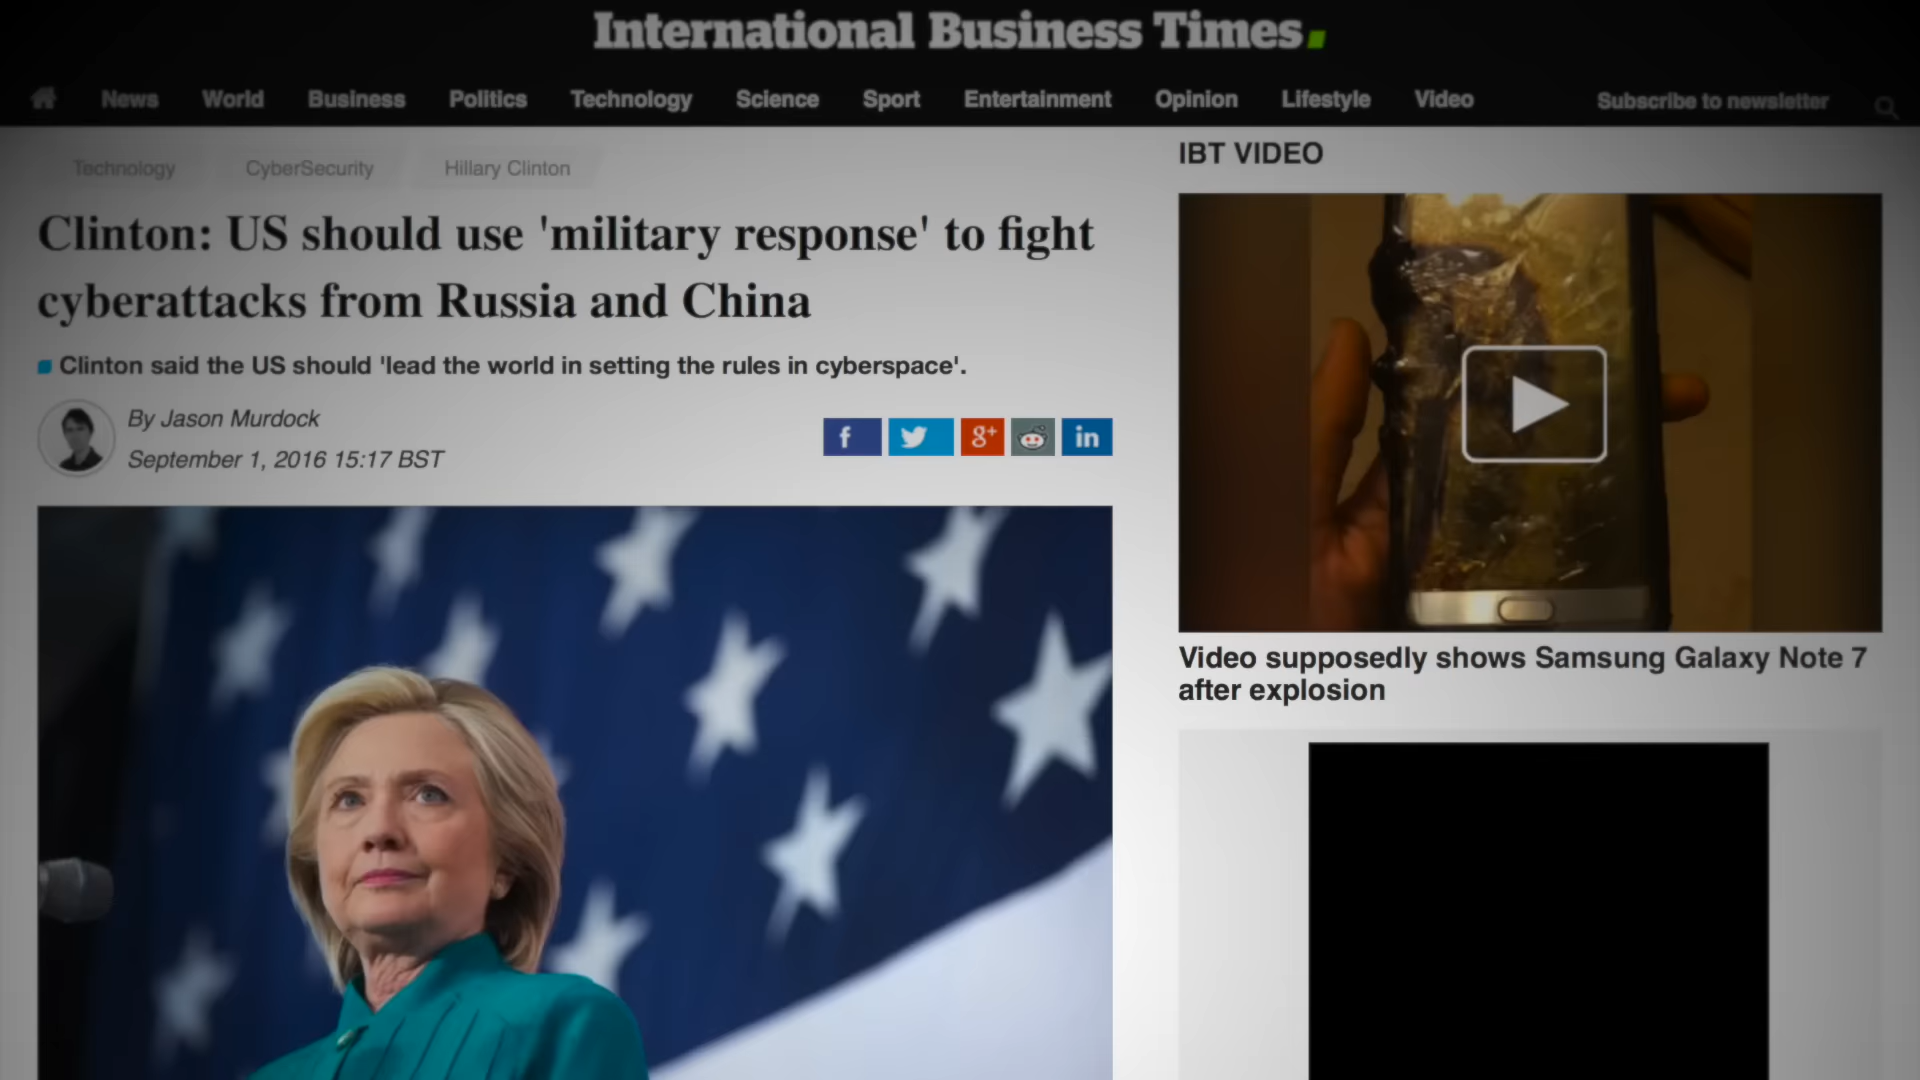 International Business Times.
News World Business Politics Technology Science Sport Entertainment Opinion Lifestyle Video Subscribe to newsletter
Technology CyberSecurity Hillary Clinton
Clinton: US should use 'military response' to fight
cyberattacks from Russia and China
Clinton said the US should 'lead the world in setting the rules in cyberspace'.
By Jason Murdock
September 1, 2016 15:17 BST
f g+ in
IBT VIDEO
Video supposedly shows Samsung Galaxy Note 7
after explosion